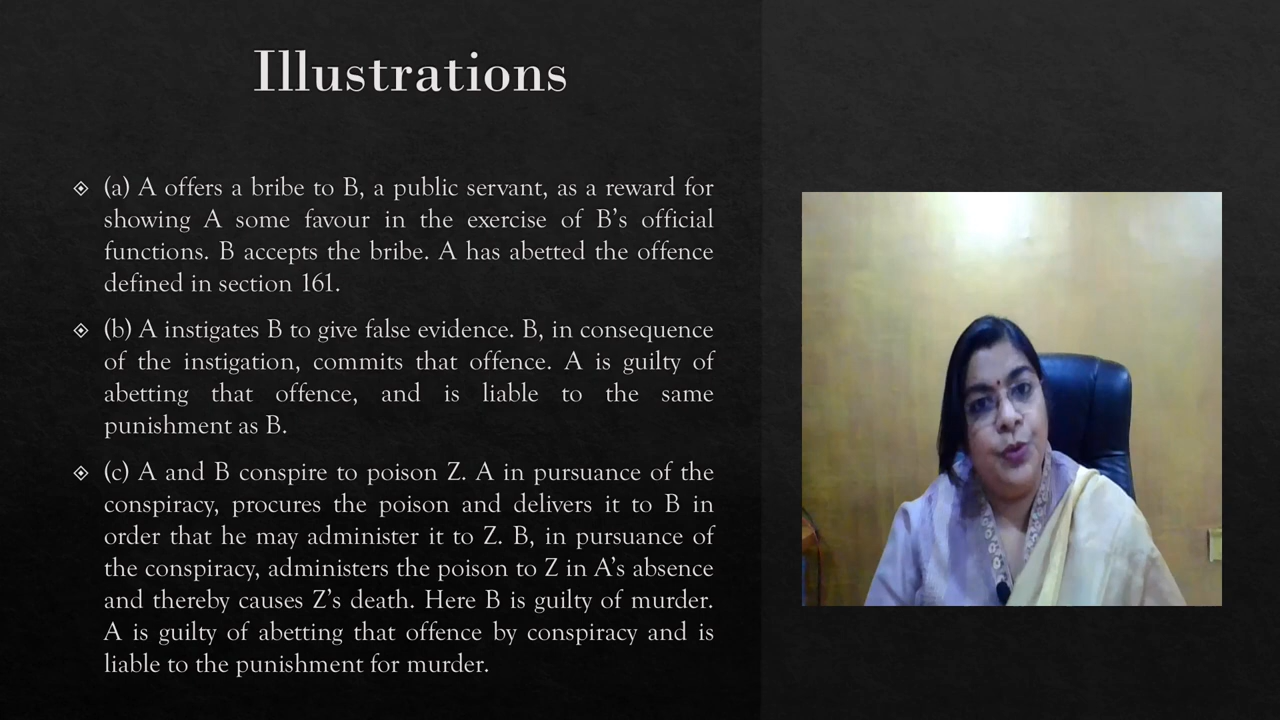 Illustrations
(a) A offers a bribe to B, a public servant, as a reward for
showing A some favour in the exercise of B's official
functions. B accepts the bribe. A has abetted the offence
defined in section 161.
(b) A instigates B to give false evidence. B, in consequence
of the instigation, commits that offence. A is guilty of
abetting that offence, and is liable to the same
punishment as B.
(c) A and B conspire to poison Z. A in pursuance of the
conspiracy, procures the poison and delivers it to B in
order that he may administer it to Z. B, in pursuance of
the conspiracy, administers the poison to Z in A's absence
and thereby causes Z's death. Here B is guilty of murder.
A is guilty of abetting that offence by conspiracy and is
liable to the punishment for murder.